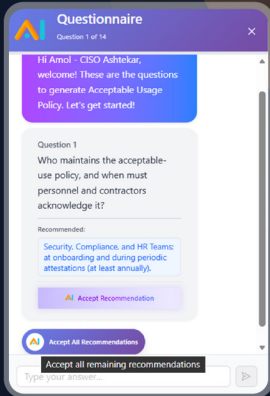 Questionnaire
Question 1 of 14
Hi Amol - CISO Ashtekar,
welcome! These are the questions
to generate Acceptable Usage
Policy. Let's get started!
Question 1
Who maintains the acceptable-
use policy, and when must
personnel and contractors
acknowledge it?
Recommended:
Security, Compliance, and HR Teams;
at onboarding and during periodic
attestations (at least annually).
Accept Recommendation
Accept All Recommendations
Accept all remaining recommendations
Type your answer...